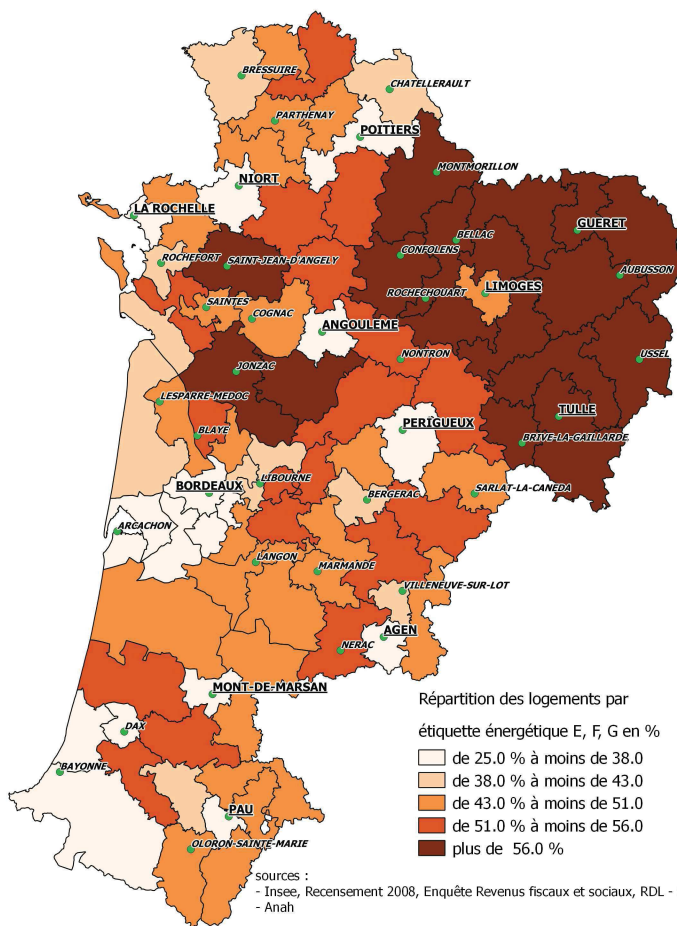 BRESSUIRE
CHATELLERAULT
PARTHENAY
POITIERS
MONTMORILLON
NIORT
LA ROCHELLE
GUERET
BELLAC
CONFOLENS
ROCHEFORT
SAINT-JEAN-D'ANGELY
AUBUSSON
LIMOGES
ROCHECHOUART
SAINTES
COGNAC
ANGOULEME
NONTRON
USSEL
JONZAC
LESPARRE-MEDOC
TULLE
BLAYE
PERIGUEUX
BRIVE-LA-GAILLARDE
LIBOURNE
BORDEAUX
BERGERAC
SARLAT-LA-CANEDA
ARCACHON
LANGON
MARMANDE
VILLENEUVE-SUR-LOT
AGEN
NERAC
MONT-DE-MARSAN
DAX
BAYONNE
PAU
OLORON-SAINTE-MARIE
Répartition des logements par
étiquette énergétique E, F, G en %
de 25.0 % à moins de 38.0
de 38.0 % à moins de 43.0
de 43.0 % à moins de 51.0
de 51.0 % à moins de 56.0
plus de 56.0 %
sources :
- Insee, Recensement 2008, Enquête Revenus fiscaux et sociaux, RDL -
- Anah